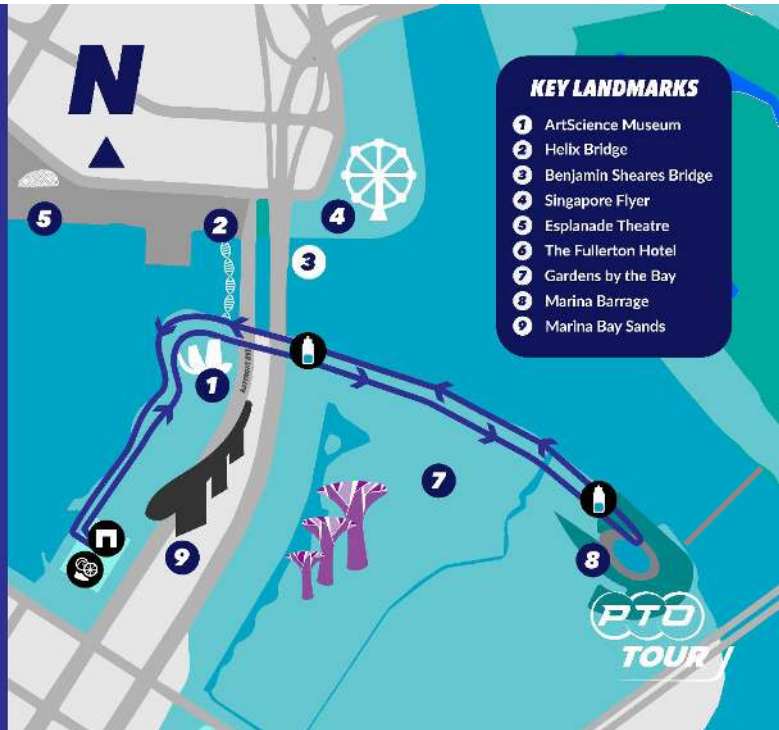 N
KEY LANDMARKS
1 ArtScience Museum
2 Helix Bridge
3 Benjamin Sheares Bridge
4 Singapore Flyer
5 Esplanade Theatre
6 The Fullerton Hotel
7 Gardens by the Bay
8 Marina Barrage
9 Marina Bay Sands
5
2
4
3
1
7
9
8
PTO
TOUR